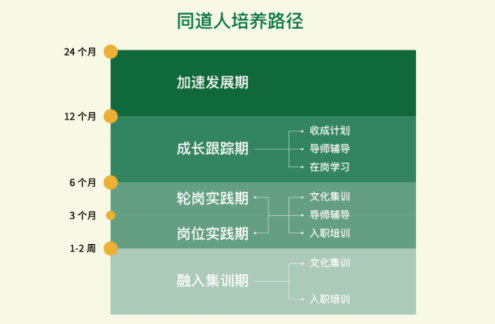 同道人培养路径
24 个月
加速发展期
12 个月
成长跟踪期
收成计划
导师辅导
在岗学习
6 个月
轮岗实践期
文化集训
3 个月
导师辅导
岗位实践期
入职培训
1-2 周
融入集训期
文化集训
入职培训